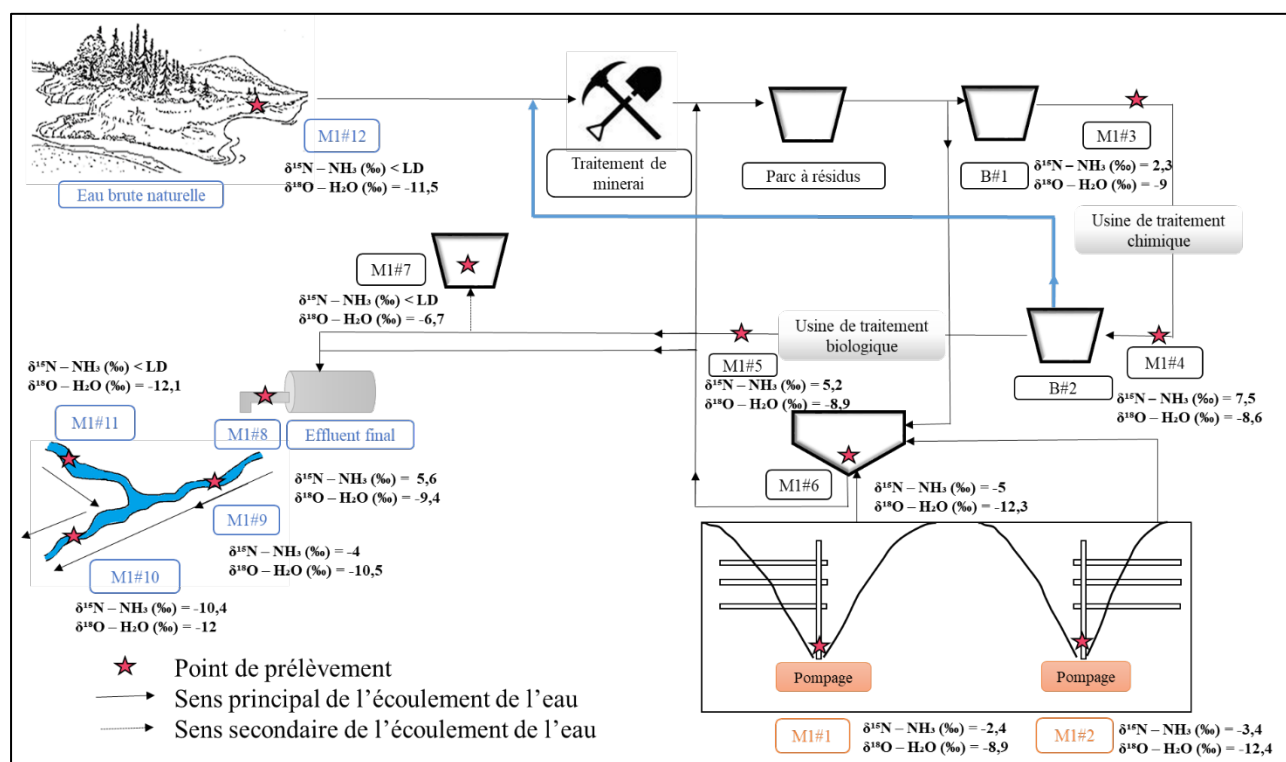 M1#12
δ¹⁵N – NH₃ (‰) < LD
δ¹⁸O – H₂O (‰) = -11,5
Eau brute naturelle
Traitement de
minerai
Parc à résidus
B#1
M1#3
δ¹⁵N – NH₃ (‰) = 2,3
δ¹⁸O – H₂O (‰) = -9
Usine de traitement
chimique
M1#7
δ¹⁵N – NH₃ (‰) < LD
δ¹⁸O – H₂O (‰) = -6,7
Usine de traitement
biologique
M1#5
δ¹⁵N – NH₃ (‰) = 5,2
δ¹⁸O – H₂O (‰) = -8,9
B#2
M1#4
δ¹⁵N – NH₃ (‰) = 7,5
δ¹⁸O – H₂O (‰) = -8,6
δ¹⁵N – NH₃ (‰) < LD
δ¹⁸O – H₂O (‰) = -12,1
M1#11
M1#8
Effluent final
δ¹⁵N – NH₃ (‰) = 5,6
δ¹⁸O – H₂O (‰) = -9,4
M1#6
δ¹⁵N – NH₃ (‰) = -5
δ¹⁸O – H₂O (‰) = -12,3
M1#9
δ¹⁵N – NH₃ (‰) = -4
δ¹⁸O – H₂O (‰) = -10,5
M1#10
δ¹⁵N – NH₃ (‰) = -10,4
δ¹⁸O – H₂O (‰) = -12
Point de prélèvement
Sens principal de l’écoulement de l’eau
Sens secondaire de l’écoulement de l’eau
Pompage
Pompage
M1#1
δ¹⁵N – NH₃ (‰) = -2,4
δ¹⁸O – H₂O (‰) = -8,9
M1#2
δ¹⁵N – NH₃ (‰) = -3,4
δ¹⁸O – H₂O (‰) = -12,4